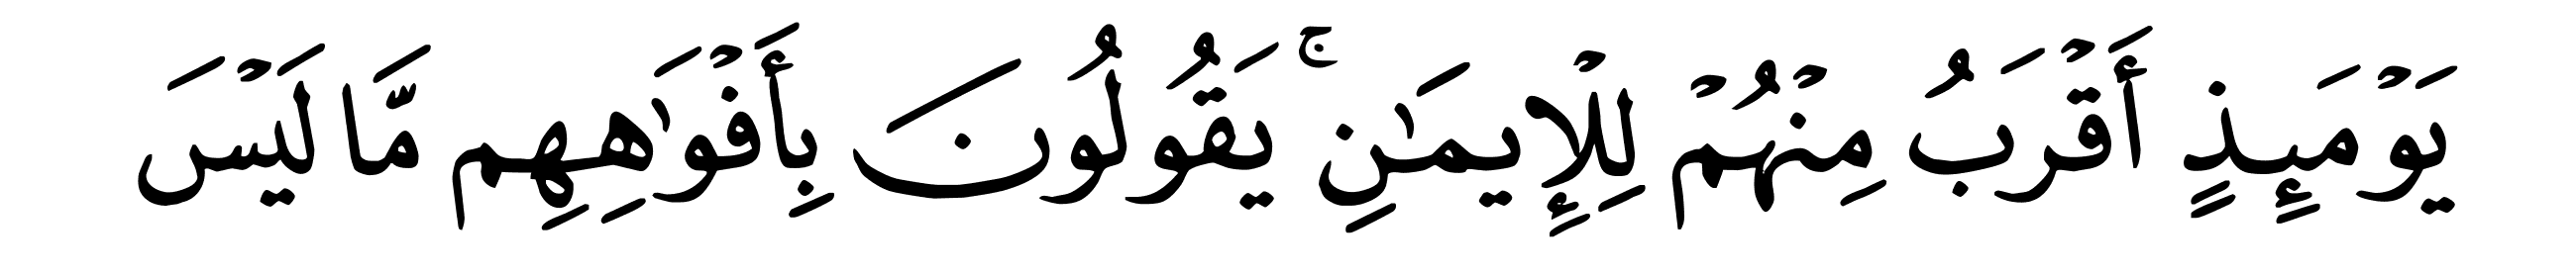 يَوْمَئِذٍ أَقْرَبُ مِنْهُمْ لِلْإِيمَٰنِ ۚ يَقُولُونَ بِأَفْوَٰهِهِم مَّا لَيْسَ